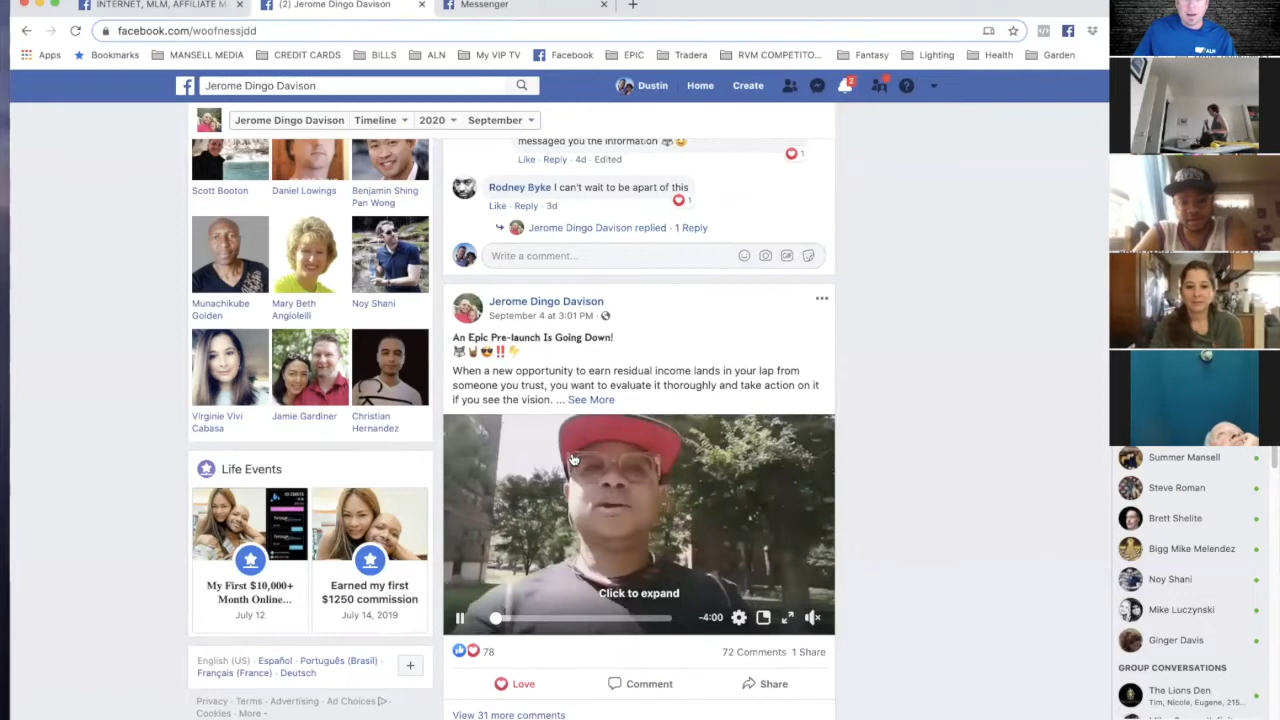 INTERNET, MLM, AFFILIATE M
(2) Jerome Dingo Davison
Messenger
facebook.com/woofnessjdd
Apps
Bookmarks
MANSELL MEDIA
CREDIT CARDS
BILLS
ALN
My VIP TV
Facebook
EPIC
Tradera
RVM COMPETITO...
Fantasy
Lighting
Health
Garden
Jerome Dingo Davison
Dustin
Home
Create
2
Jerome Dingo Davison
Timeline
2020
September
Scott Booton
Daniel Lowings
Benjamin Shing
Pan Wong
Munachikube
Golden
Mary Beth
Angiolelli
Noy Shani
Virginie Vivi
Cabasa
Jamie Gardiner
Christian
Hernandez
Life Events
My First $10,000+
Month Online...
July 12
Earned my first
$1250 commission
July 14, 2019
English (US) · Español · Português (Brasil) ·
Français (France) · Deutsch
Privacy · Terms · Advertising · Ad Choices
Cookies · More
messaged you the information
1
Like · Reply · 4d · Edited
Rodney Byke I can't wait to be apart of this
1
Like · Reply · 3d
Jerome Dingo Davison replied · 1 Reply
Write a comment...
GIF
Jerome Dingo Davison
September 4 at 3:01 PM ·
An Epic Pre-launch Is Going Down!
When a new opportunity to earn residual income lands in your lap from
someone you trust, you want to evaluate it thoroughly and take action on it
if you see the vision. ... See More
Click to expand
-4:00
78
72 Comments 1 Share
Love
Comment
Share
View 31 more comments
ALN
Summer Mansell
Steve Roman
Brett Shelite
Bigg Mike Melendez
Noy Shani
Mike Luczynski
Ginger Davis
GROUP CONVERSATIONS
The Lions Den
Tim, Nicole, Eugene, 215...